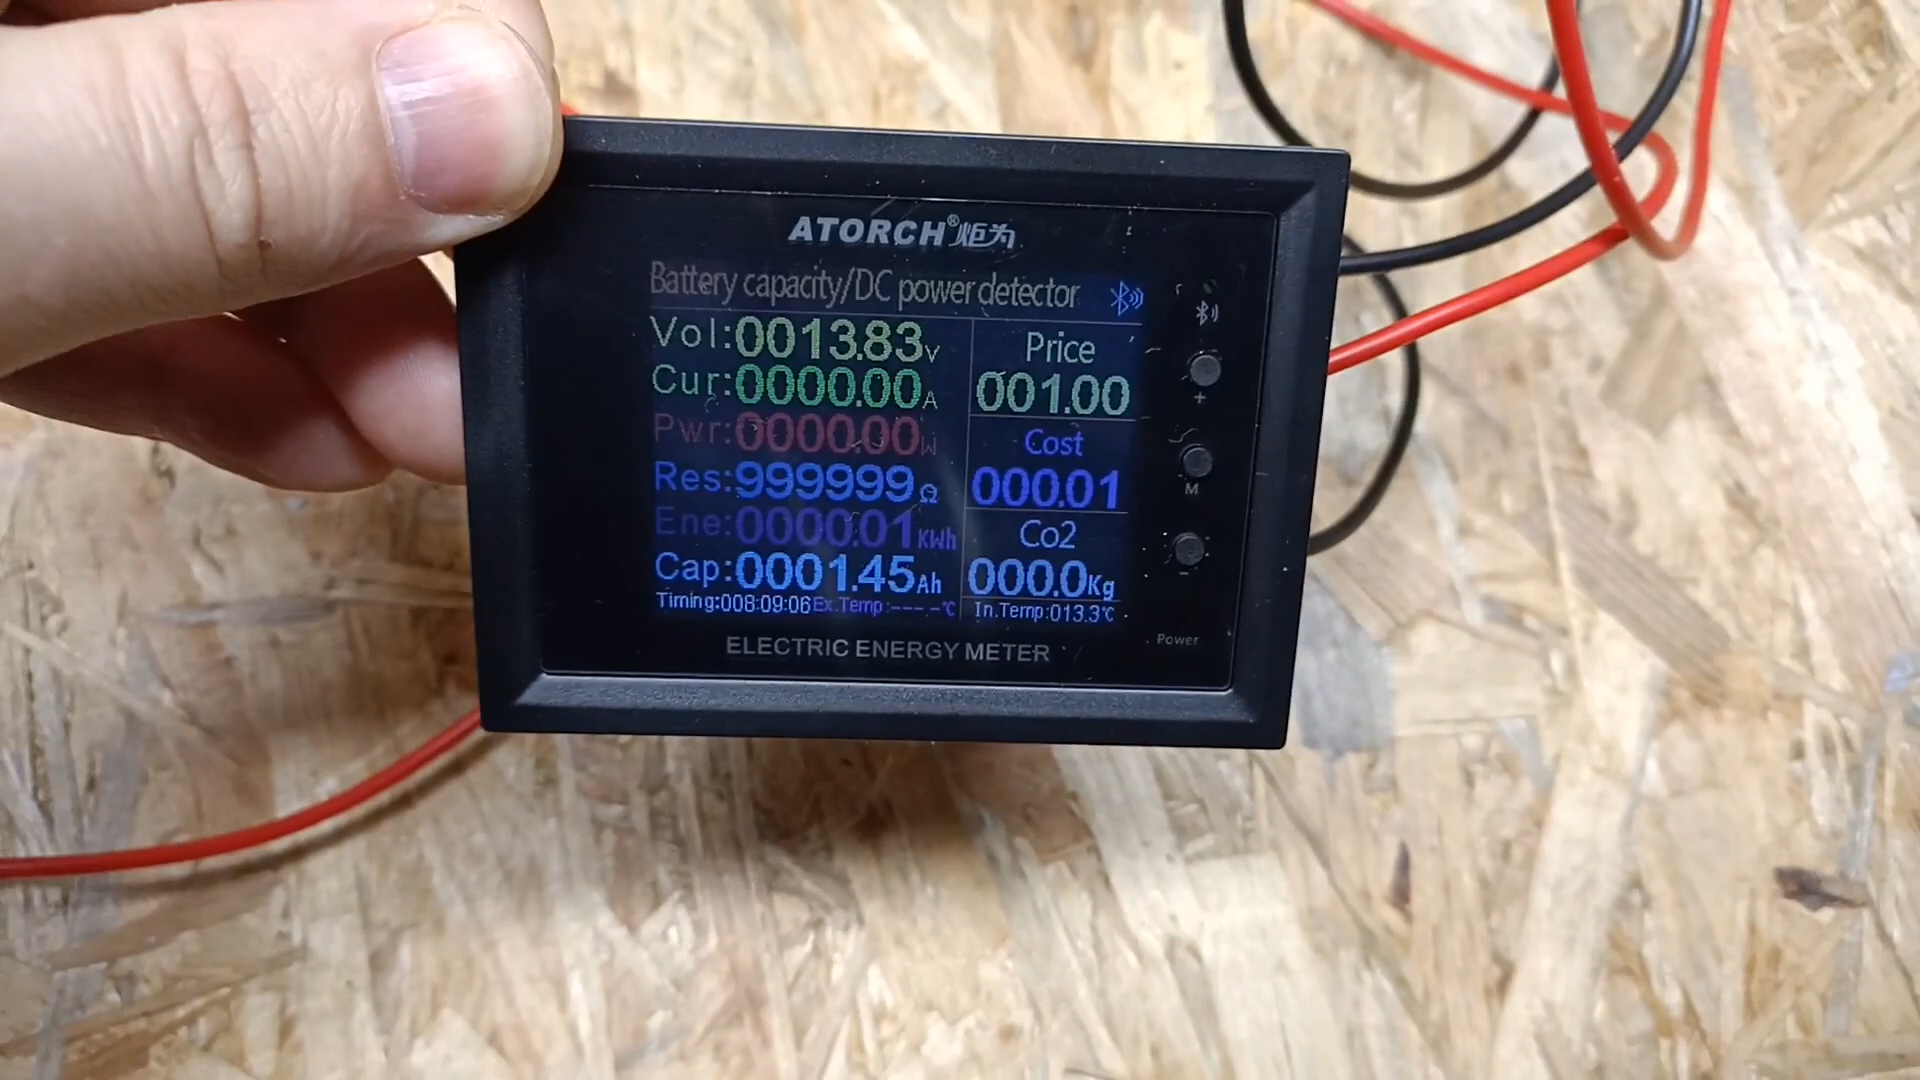 ATORCH®炬为
Battery capacity/DC power detector
Vol:0013.83V
Cur:0000.00A
Pwr:0000.00W
Res:999999Ω
Ene:0000.01KWh
Cap:0001.45Ah
Timing:008:09:06 Ex.Temp:---.-℃
Price
001.00
Cost
000.01
Co2
000.0Kg
In.Temp:013.3℃
+
M
-
Power
ELECTRIC ENERGY METER